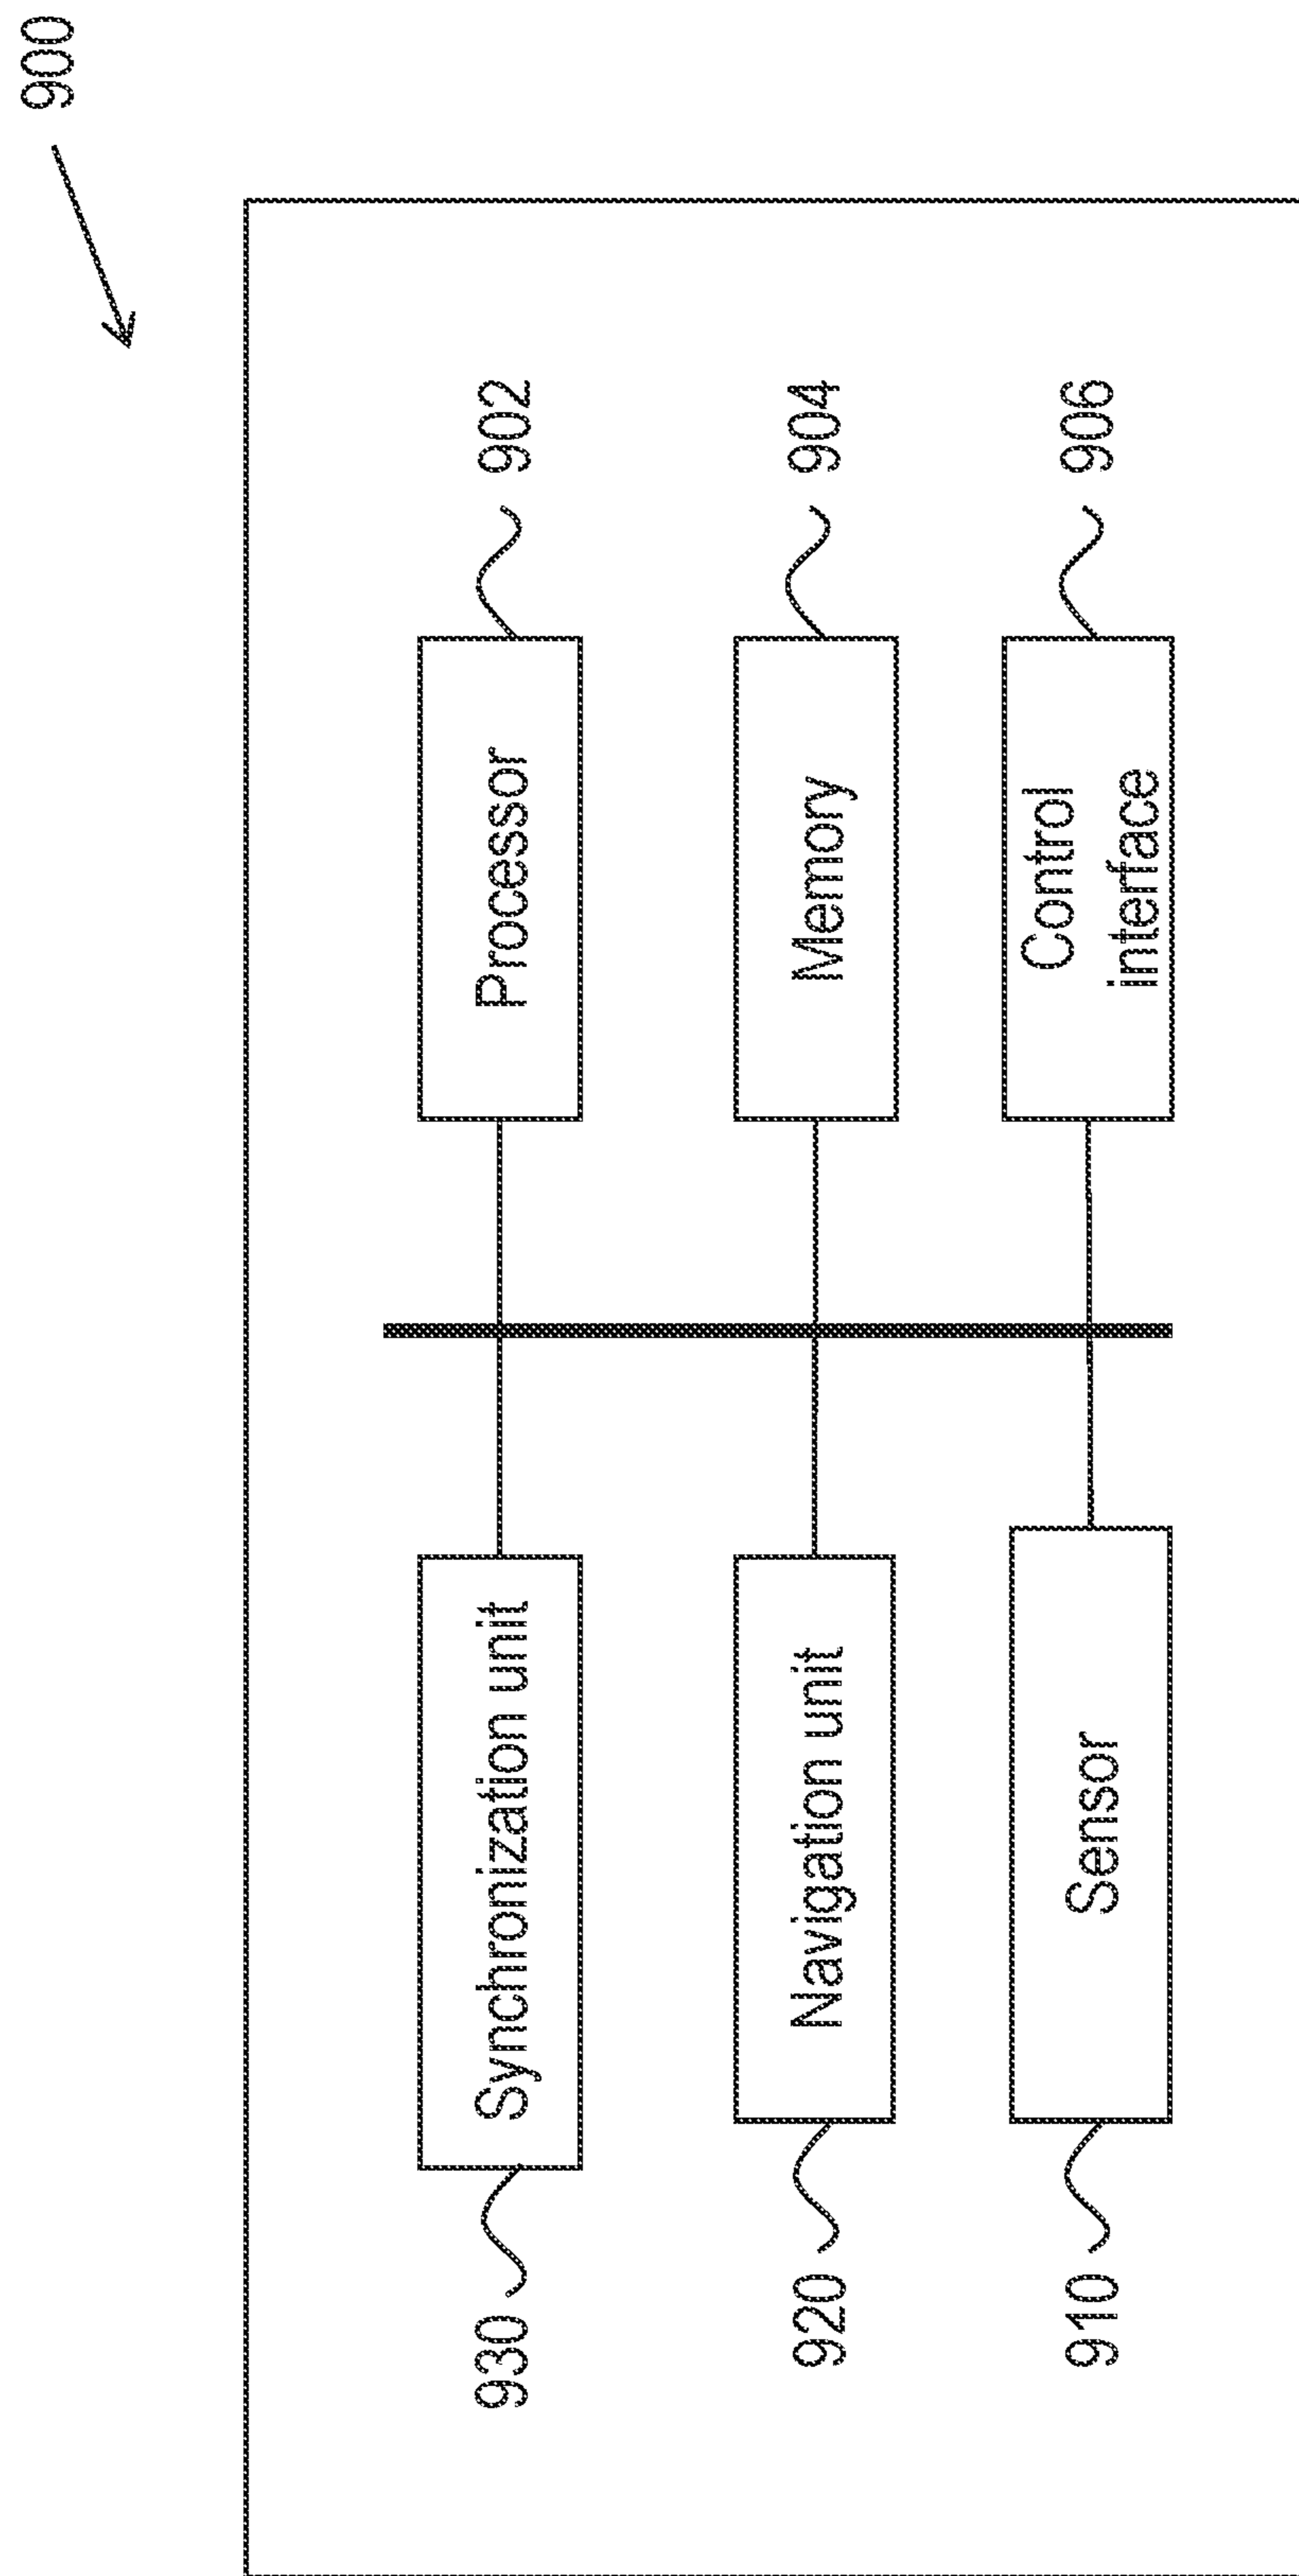 900
Synchronization unit
Processor
930
902
Navigation unit
Memory
920
904
Sensor
Control
interface
910
906